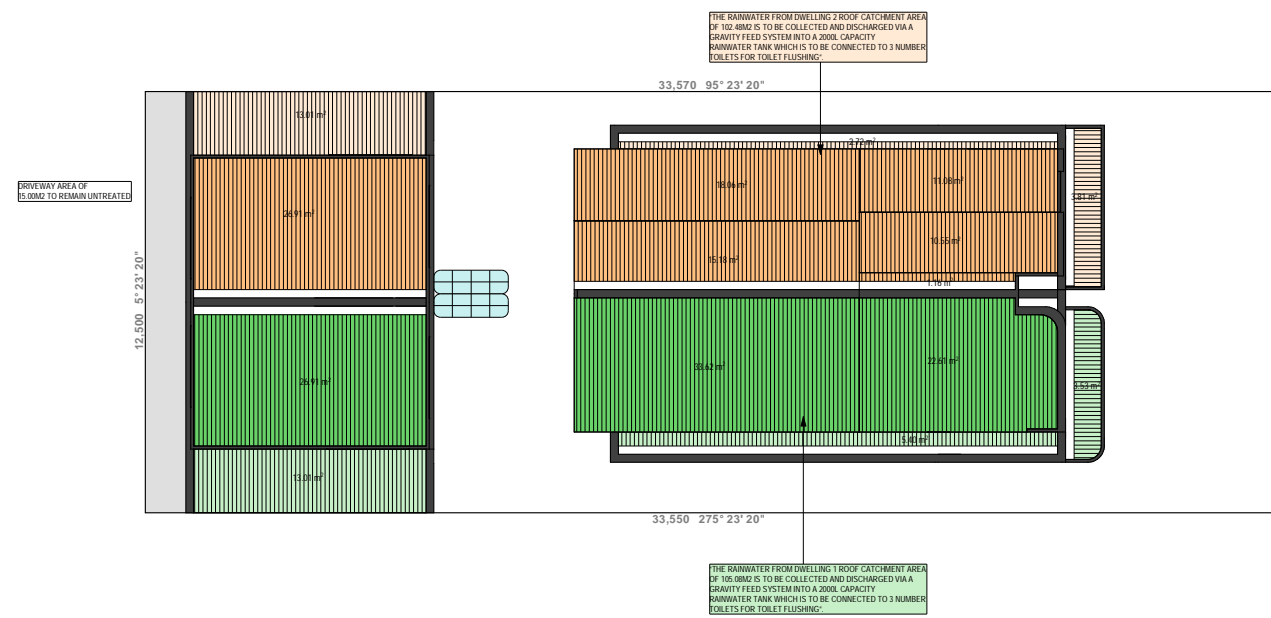 "THE RAINWATER FROM DWELLING 2 ROOF CATCHMENT AREA
OF 102.48M2 IS TO BE COLLECTED AND DISCHARGED VIA A
GRAVITY FEED SYSTEM INTO A 2000L CAPACITY
RAINWATER TANK WHICH IS TO BE CONNECTED TO 3 NUMBER
TOILETS FOR TOILET FLUSHING".
33,570 95° 23' 20"
13.01 m²
2.72 m²
18.06 m²
11.08 m²
DRIVEWAY AREA OF
15.00M2 TO REMAIN UNTREATED
3.81 m²
26.91 m²
10.55 m²
15.18 m²
1.16 m²
12,500 5° 23' 20"
33.62 m²
22.61 m²
26.91 m²
5.40 m²
13.01 m²
33,550 275° 23' 20"
"THE RAINWATER FROM DWELLING 1 ROOF CATCHMENT AREA
OF 105.08M2 IS TO BE COLLECTED AND DISCHARGED VIA A
GRAVITY FEED SYSTEM INTO A 2000L CAPACITY
RAINWATER TANK WHICH IS TO BE CONNECTED TO 3 NUMBER
TOILETS FOR TOILET FLUSHING".